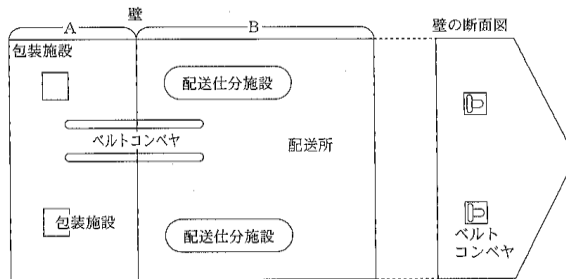 壁
A
B
壁の断面図
包装施設
配送仕分施設
ベルトコンベヤ
配送所
包装施設
配送仕分施設
ベルト
コンベヤ